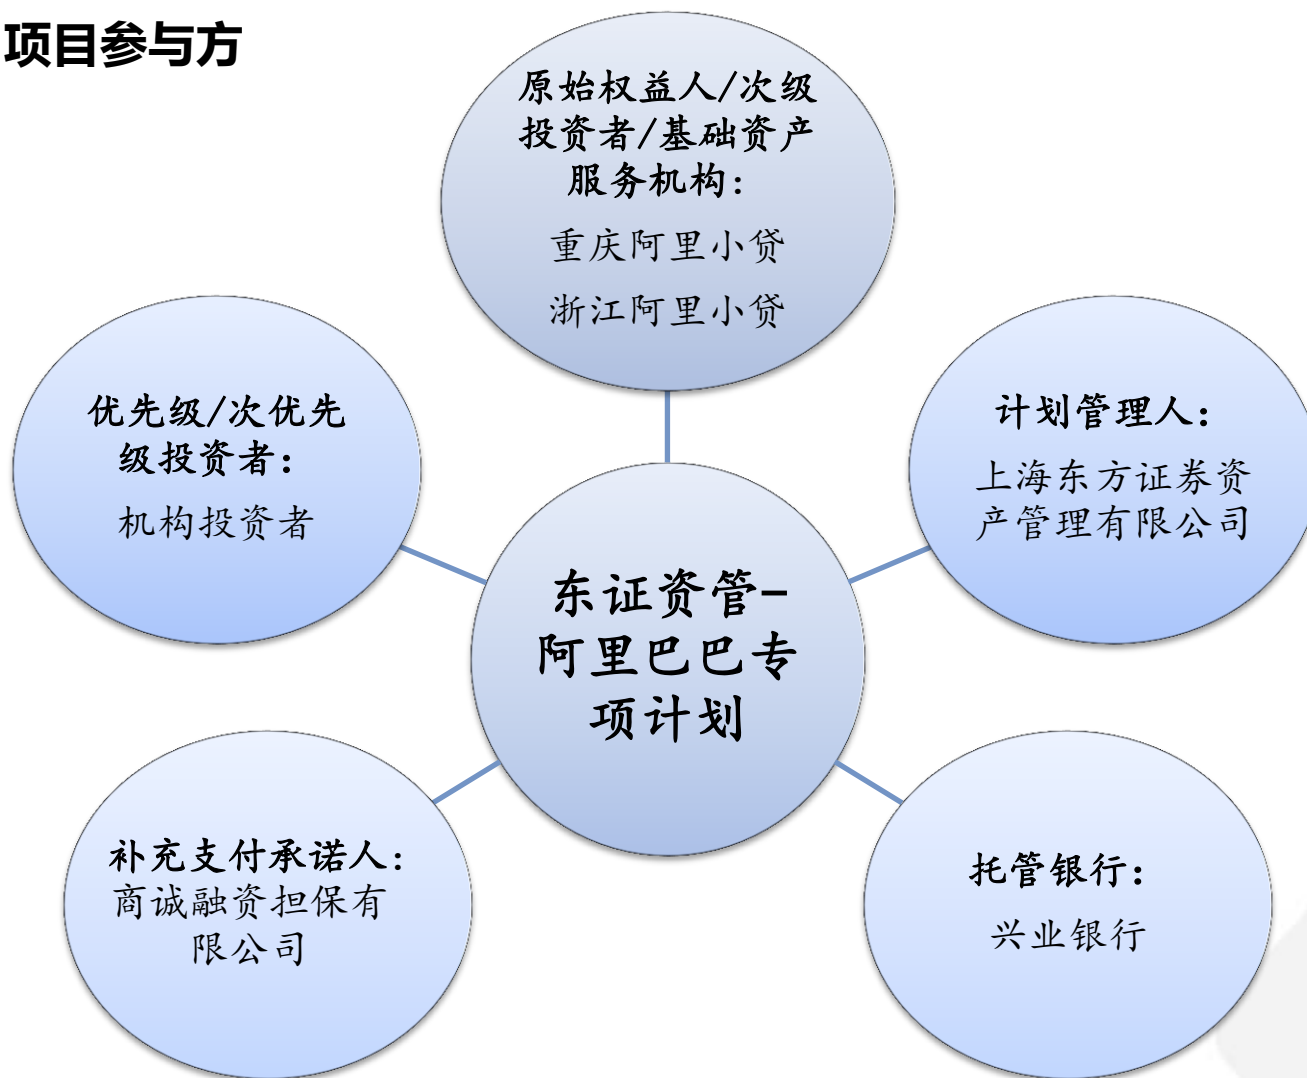 项目参与方
原始权益人/次级
投资者/基础资产
服务机构:
重庆阿里小贷
浙江阿里小贷
优先级/次优先
级投资者:
机构投资者
计划管理人:
上海东方证券资
产管理有限公司
东证资管-
阿里巴巴专
项计划
补充支付承诺人:
商诚融资担保有
限公司
托管银行:
兴业银行